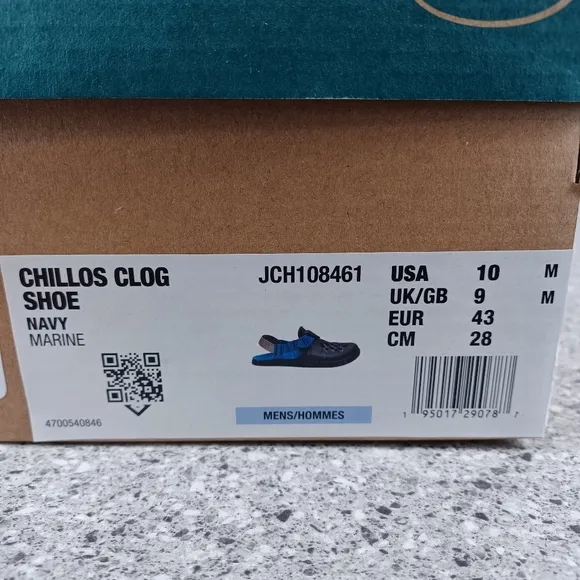 CHILLOS CLOG
SHOE
NAVY
MARINE
4700540846
JCH108461
MENS/HOMMES
USA 10 M
UK/GB 9 M
EUR 43
CM 28
1 95017 29078